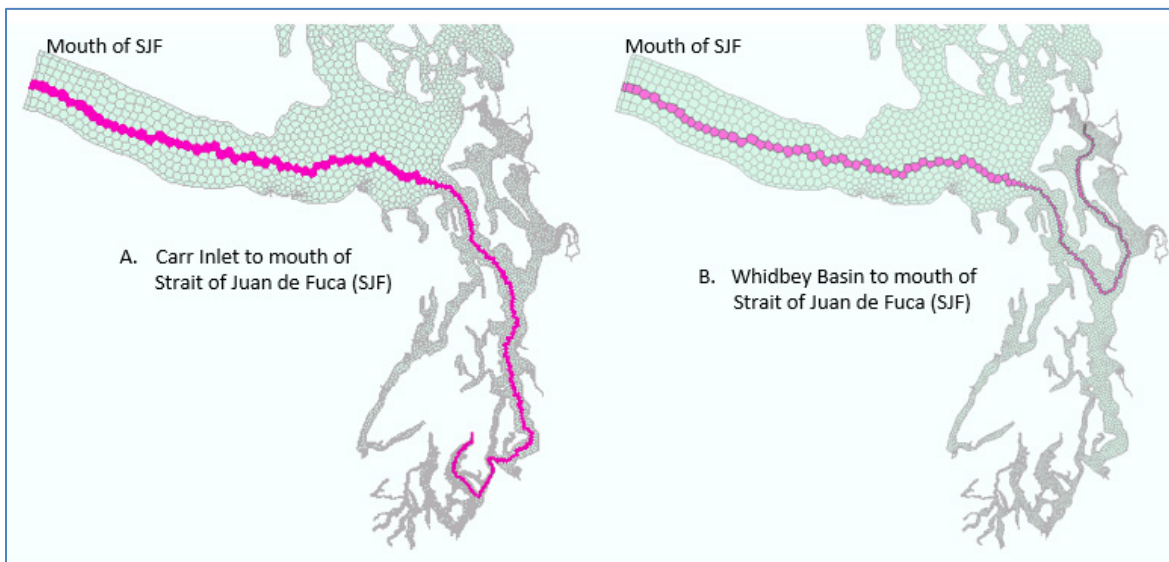 Mouth of SJF
A. Carr Inlet to mouth of
Strait of Juan de Fuca (SJF)
Mouth of SJF
B. Whidbey Basin to mouth of
Strait of Juan de Fuca (SJF)